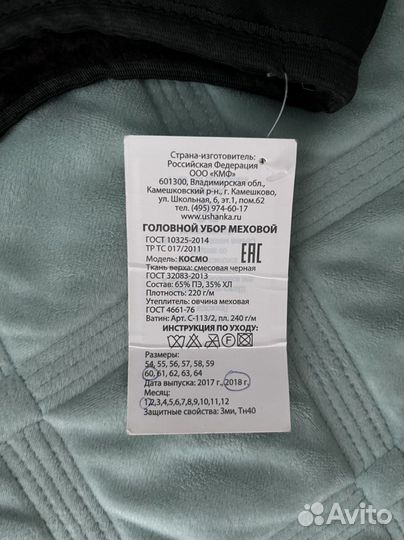 Страна-изготовитель:
Российская Федерация
ООО «КМФ»
601300, Владимирская обл.,
Камешковский р-н., г. Камешково,
ул. Школьная, 6, эт.1, пом.62
тел. (495) 974-60-17
www.ushanka.ru
ГОЛОВНОЙ УБОР МЕХОВОЙ
ГОСТ 10325-2014
ТР ТС 017/2011
ЕАС
Модель: КОСМО
Ткань верха: смесовая черная
ГОСТ 32083-2013
Состав: 65% ПЭ, 35% ХЛ
Плотность: 220 г/м
Утеплитель: овчина меховая
ГОСТ 4661-76
Ватин: Арт. С-113/2, пл. 240 г/м
ИНСТРУКЦИЯ ПО УХОДУ:
Размеры:
54, 55, 56, 57, 58, 59
60, 61, 62, 63, 64
Дата выпуска: 2017 г., 2018 г.
Месяц:
1,2,3,4,5,6,7,8,9,10,11,12
Защитные свойства: 3ми, Тн40
Avito